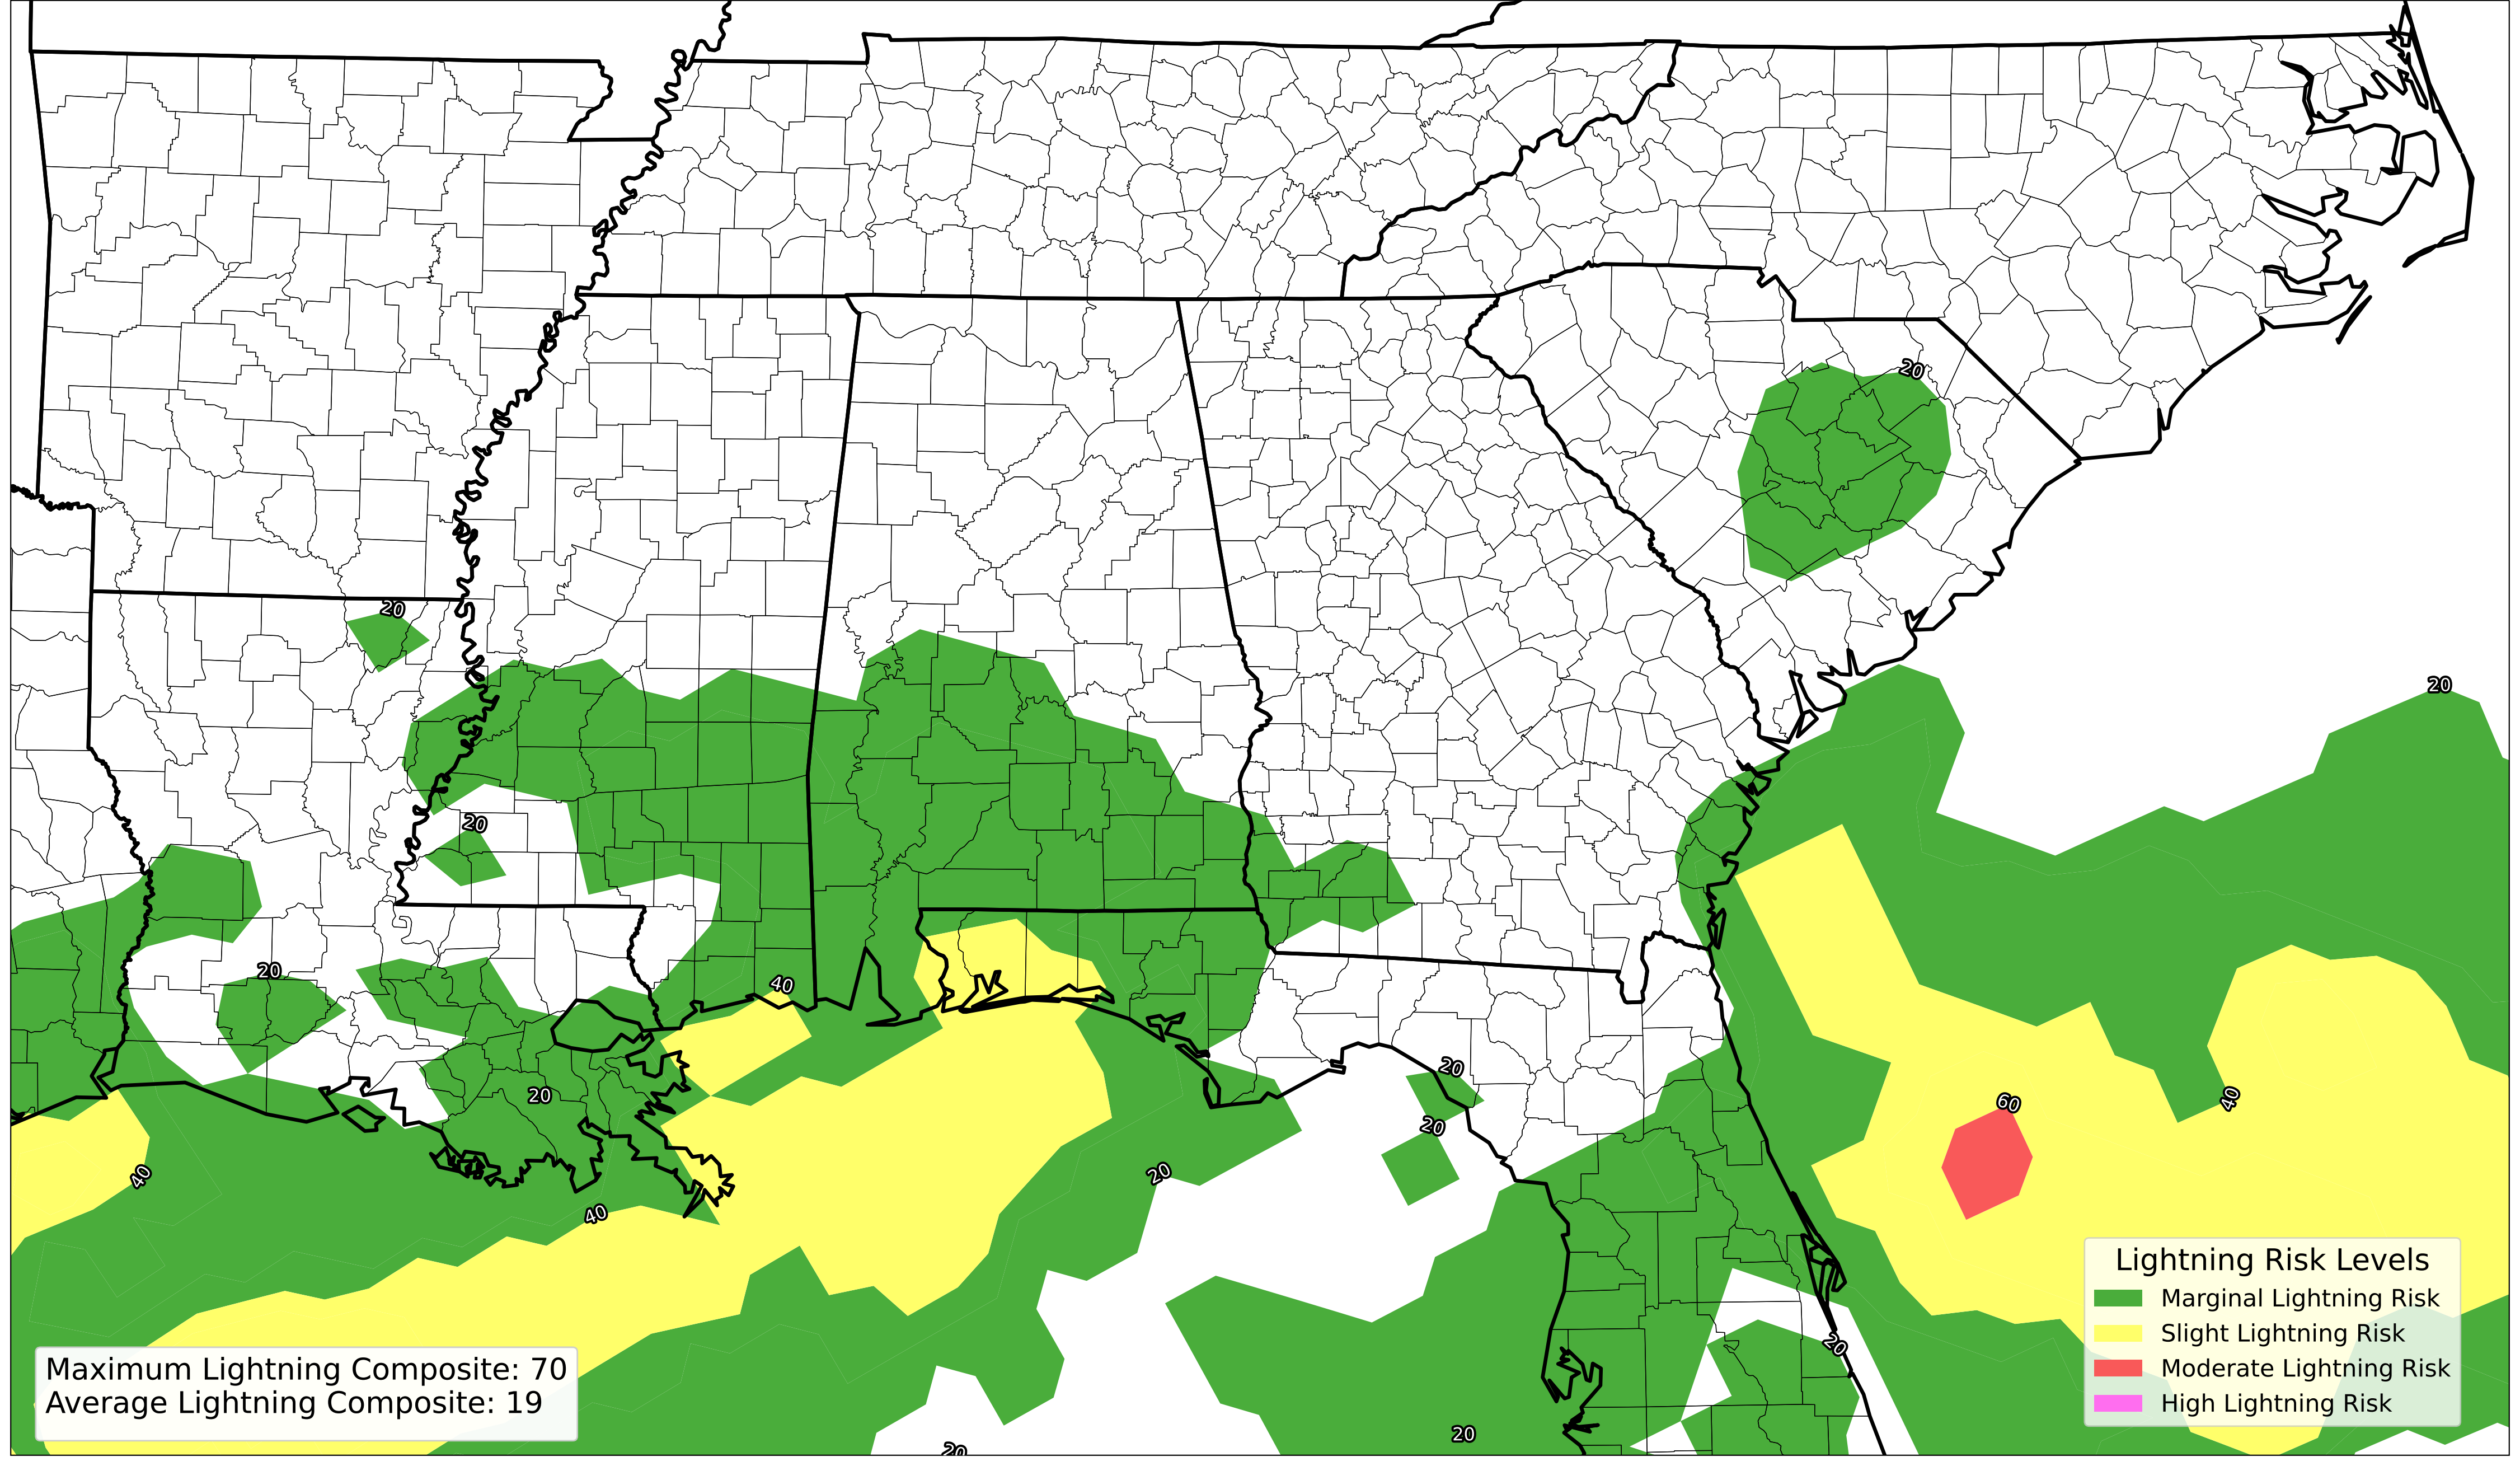 20
20
20
20
20
40
20
20
60
40
20
20
40
20
40
Lightning Risk Levels
Marginal Lightning Risk
Slight Lightning Risk
Moderate Lightning Risk
High Lightning Risk
20
Maximum Lightning Composite: 70
Average Lightning Composite: 19
20
20